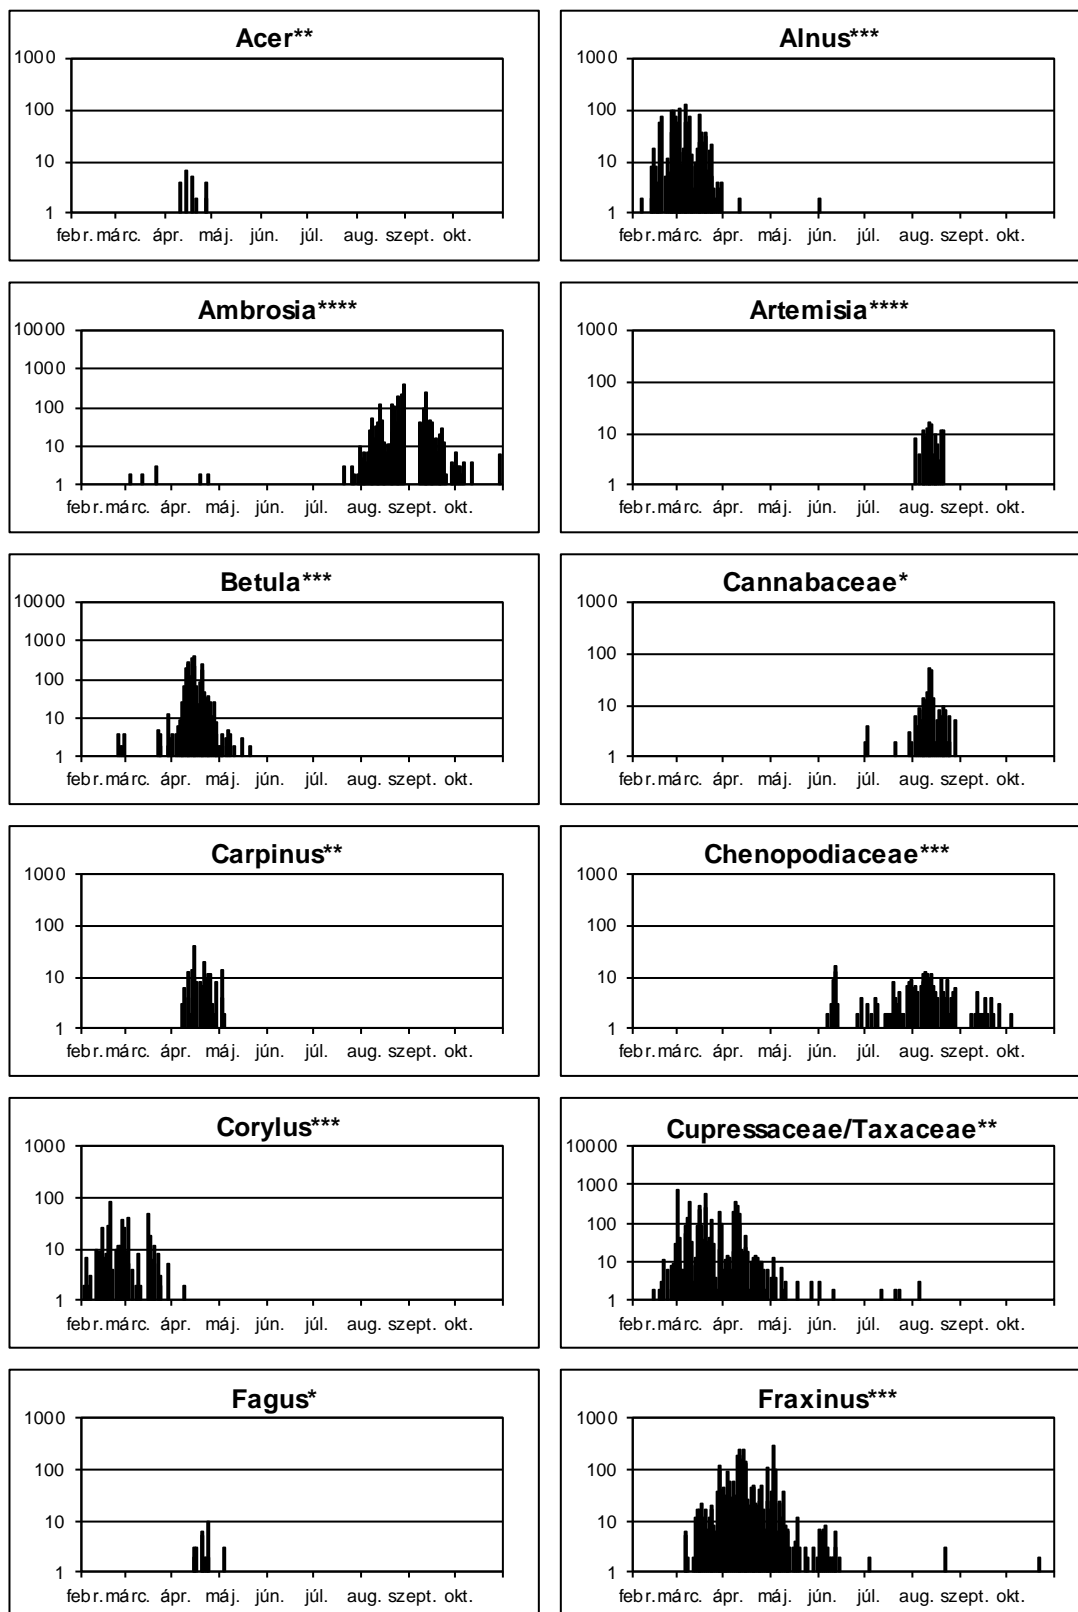 Acer**
1000
100
10
1
febr. márc. ápr. máj. jún. júl. aug. szept. okt.
Alnus***
1000
100
10
1
febr. márc. ápr. máj. jún. júl. aug. szept. okt.
Ambrosia****
10000
1000
100
10
1
febr. márc. ápr. máj. jún. júl. aug. szept. okt.
Artemisia****
1000
100
10
1
febr. márc. ápr. máj. jún. júl. aug. szept. okt.
Betula***
10000
1000
100
10
1
febr. márc. ápr. máj. jún. júl. aug. szept. okt.
Cannabaceae*
1000
100
10
1
febr. márc. ápr. máj. jún. júl. aug. szept. okt.
Carpinus**
1000
100
10
1
febr. márc. ápr. máj. jún. júl. aug. szept. okt.
Chenopodiaceae***
1000
100
10
1
febr. márc. ápr. máj. jún. júl. aug. szept. okt.
Corylus***
1000
100
10
1
febr. márc. ápr. máj. jún. júl. aug. szept. okt.
Cupressaceae/Taxaceae**
10000
1000
100
10
1
febr. márc. ápr. máj. jún. júl. aug. szept. okt.
Fagus*
1000
100
10
1
febr. márc. ápr. máj. jún. júl. aug. szept. okt.
Fraxinus***
1000
100
10
1
febr. márc. ápr. máj. jún. júl. aug. szept. okt.